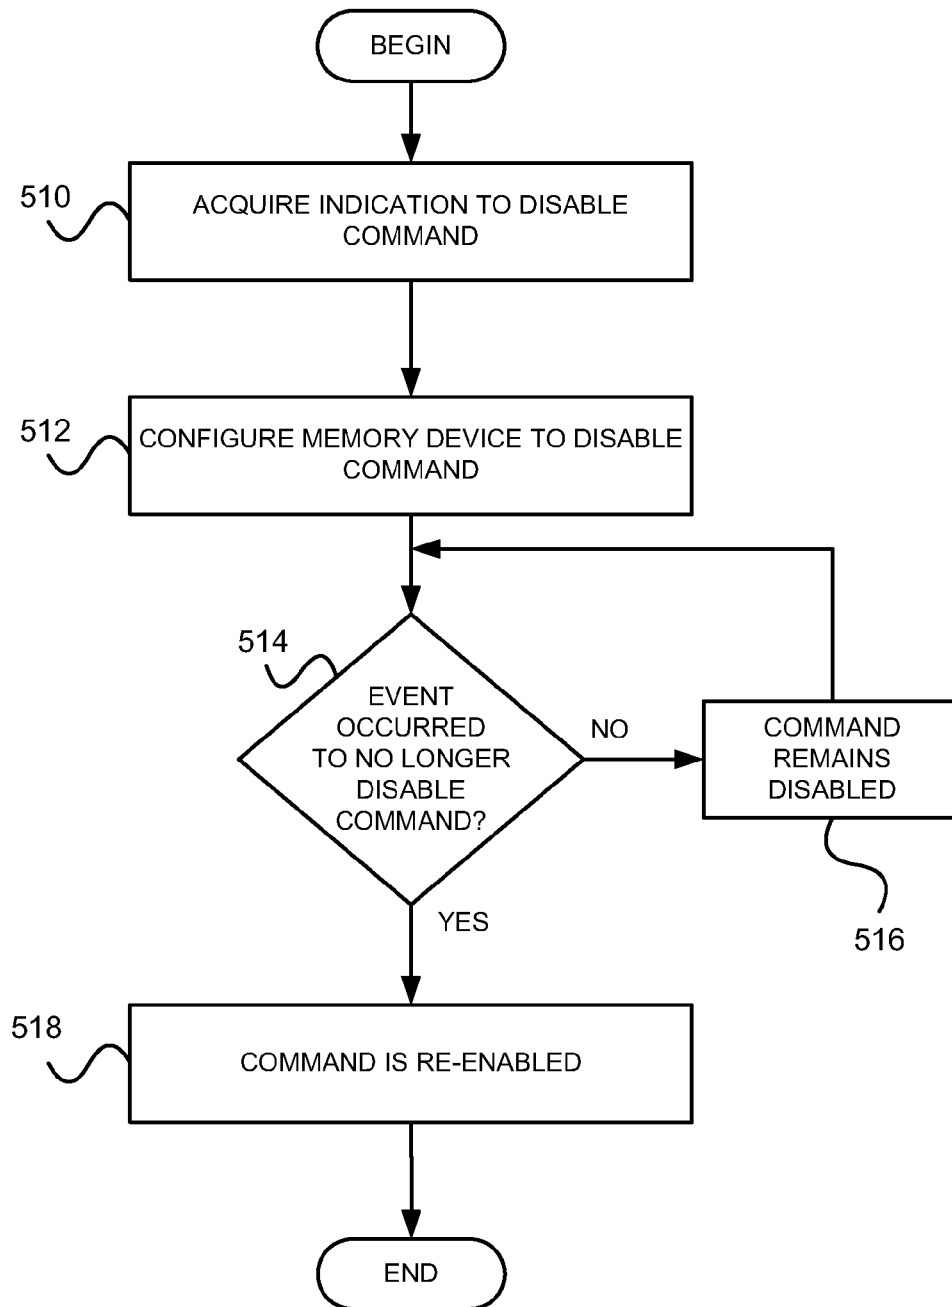 BEGIN
510
ACQUIRE INDICATION TO DISABLE
COMMAND
512
CONFIGURE MEMORY DEVICE TO DISABLE
COMMAND
514
EVENT
OCCURRED
TO NO LONGER
DISABLE
COMMAND?
NO
COMMAND
REMAINS
DISABLED
516
YES
518
COMMAND IS RE-ENABLED
END